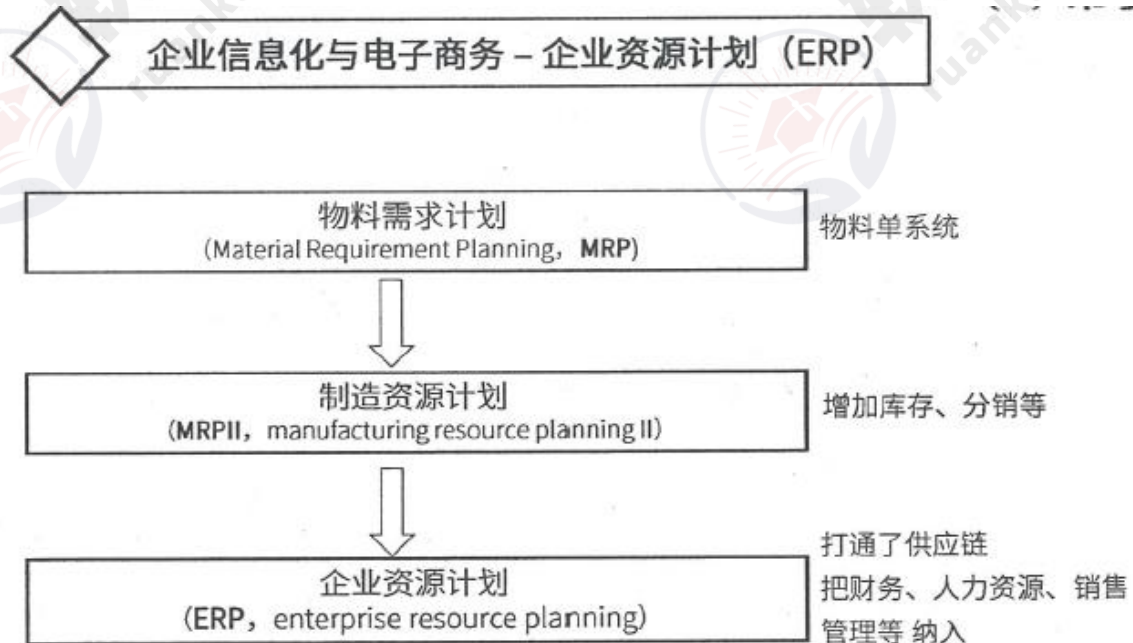 企业信息化与电子商务 – 企业资源计划（ERP）
物料需求计划
(Material Requirement Planning，MRP)
物料单系统
制造资源计划
（MRPII，manufacturing resource planning II）
增加库存、分销等
企业资源计划
（ERP，enterprise resource planning）
打通了供应链
把财务、人力资源、销售
管理等 纳入